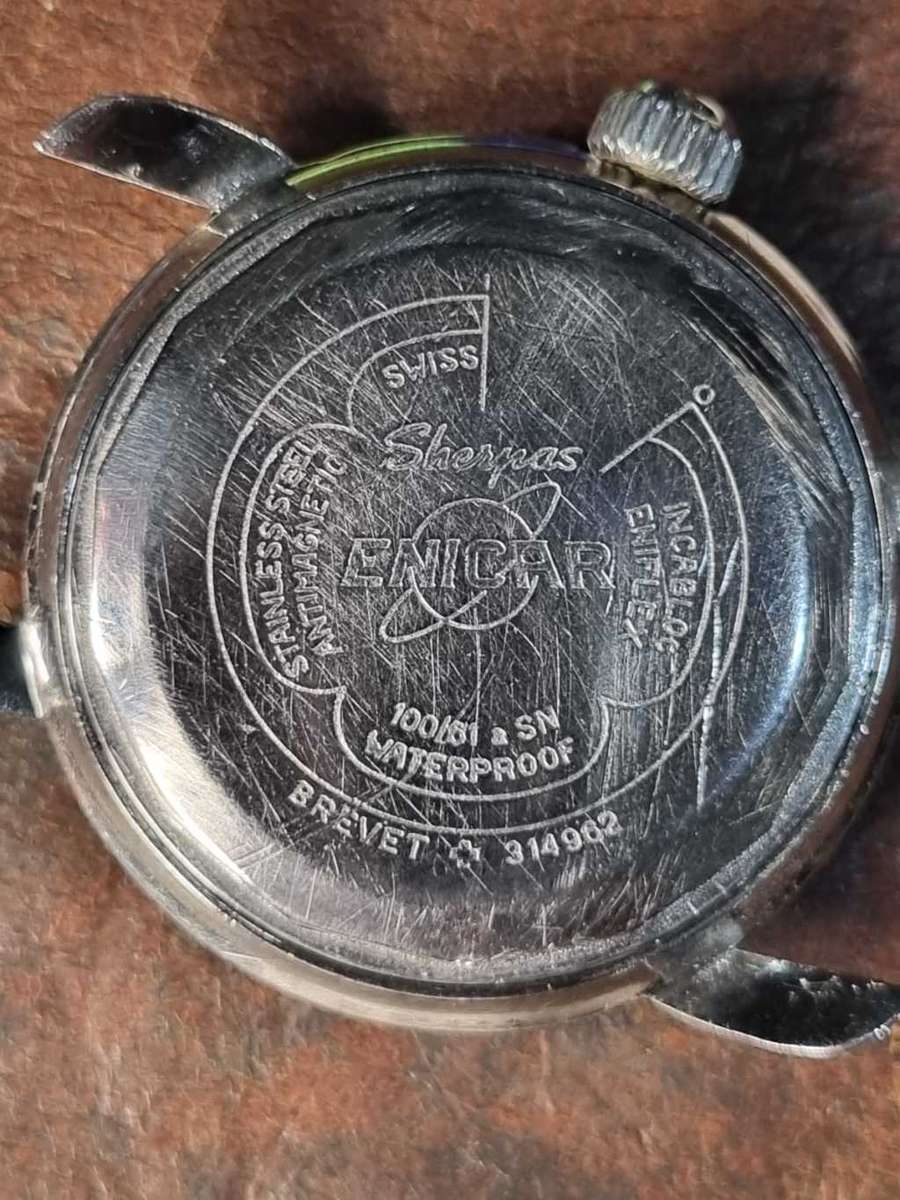 SWISS
Sherpas
ENICAR
STAINLESS STEEL
ANTIMAGNETIC
INCABLOC
ENIFLEX
100/61 a SN
WATERPROOF
BREVET ✚ 314962